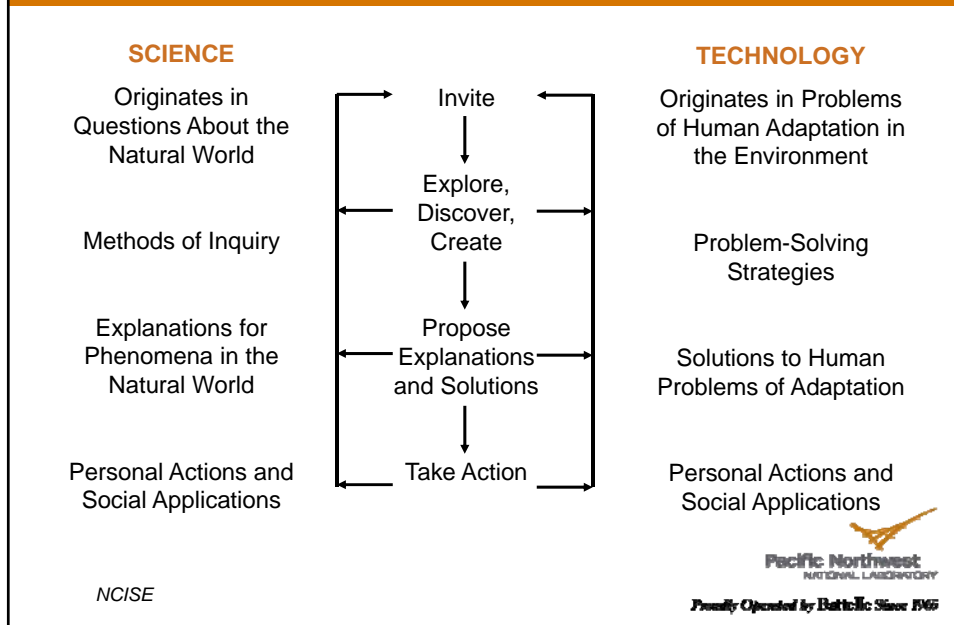 SCIENCE
Originates in
Questions About the
Natural World
Methods of Inquiry
Explanations for
Phenomena in the
Natural World
Personal Actions and
Social Applications
Invite
Explore,
Discover,
Create
Propose
Explanations
and Solutions
Take Action
TECHNOLOGY
Originates in Problems
of Human Adaptation in
the Environment
Problem-Solving
Strategies
Solutions to Human
Problems of Adaptation
Personal Actions and
Social Applications
NCISE
Pacific Northwest
NATIONAL LABORATORY
Proudly Operated by Battelle Since 1965